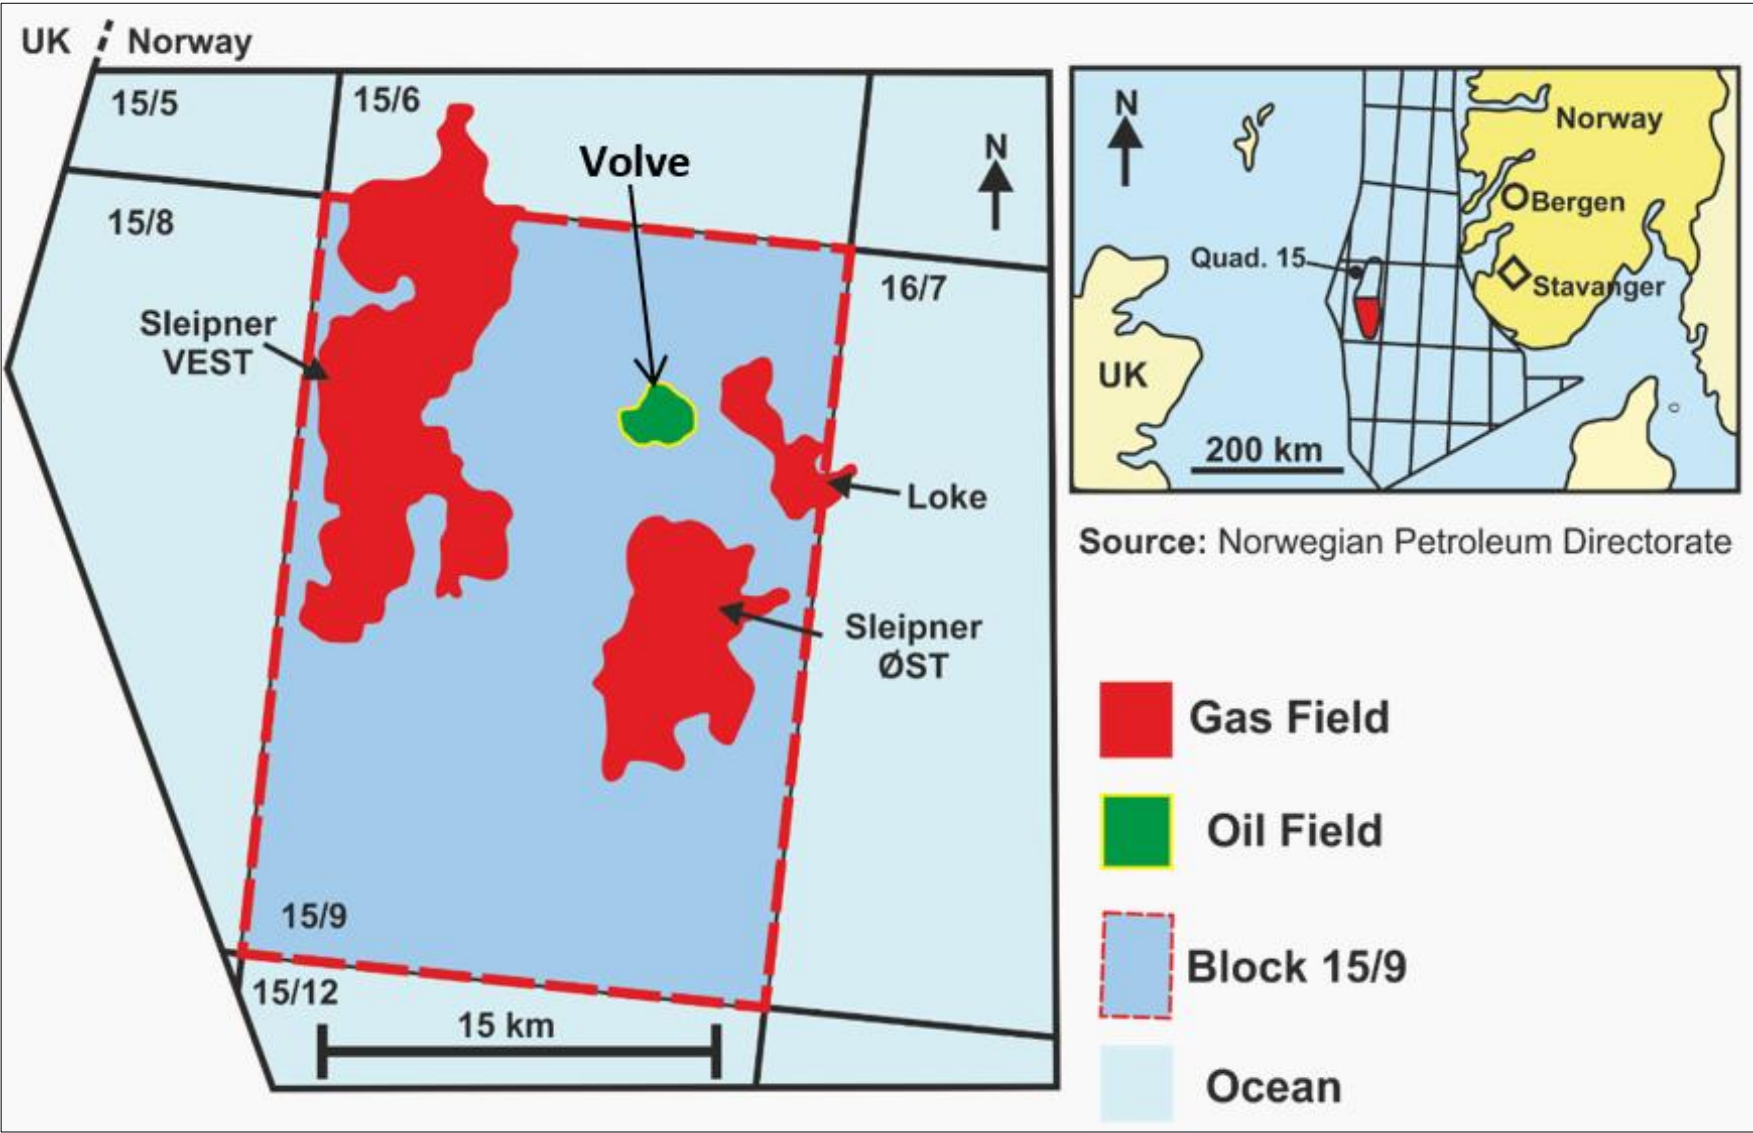 UK Norway
15/5
15/6
Volve
N
15/8
16/7
Sleipner
VEST
Loke
Sleipner
ØST
15/9
15/12
15 km
N
Norway
Bergen
Quad. 15
Stavanger
UK
200 km
Source: Norwegian Petroleum Directorate
Gas Field
Oil Field
Block 15/9
Ocean